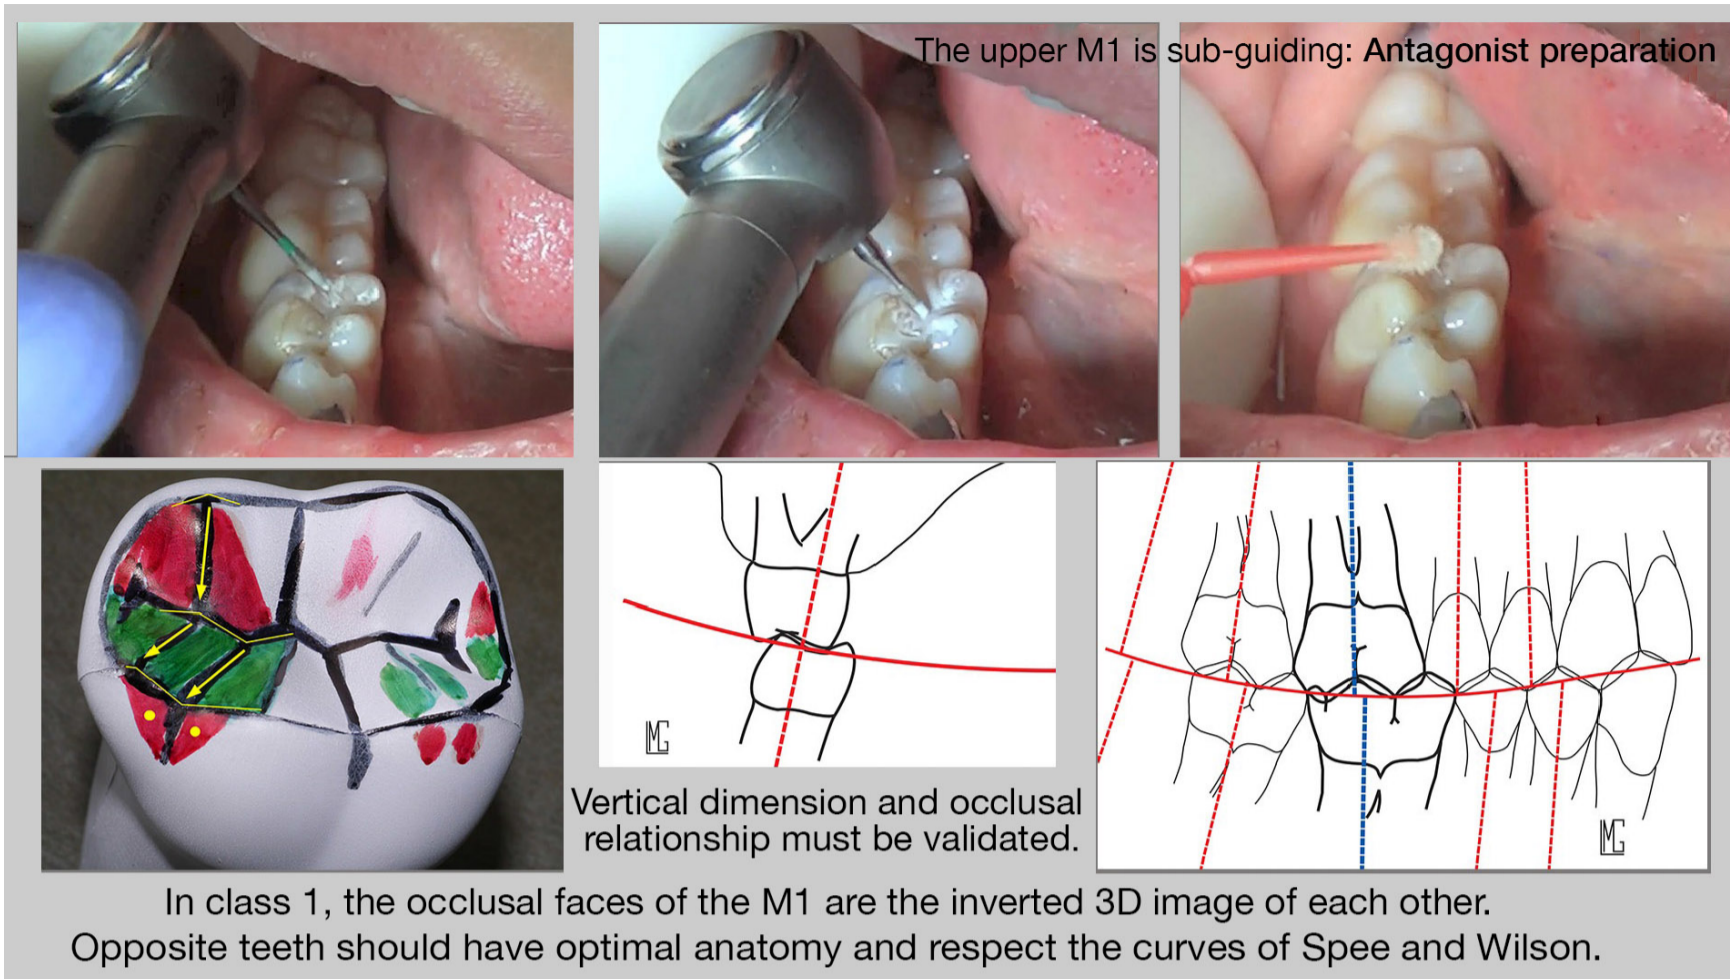 The upper M1 is sub-guiding: Antagonist preparation
LMG
Vertical dimension and occlusal
relationship must be validated.
LMG
In class 1, the occlusal faces of the M1 are the inverted 3D image of each other.
Opposite teeth should have optimal anatomy and respect the curves of Spee and Wilson.